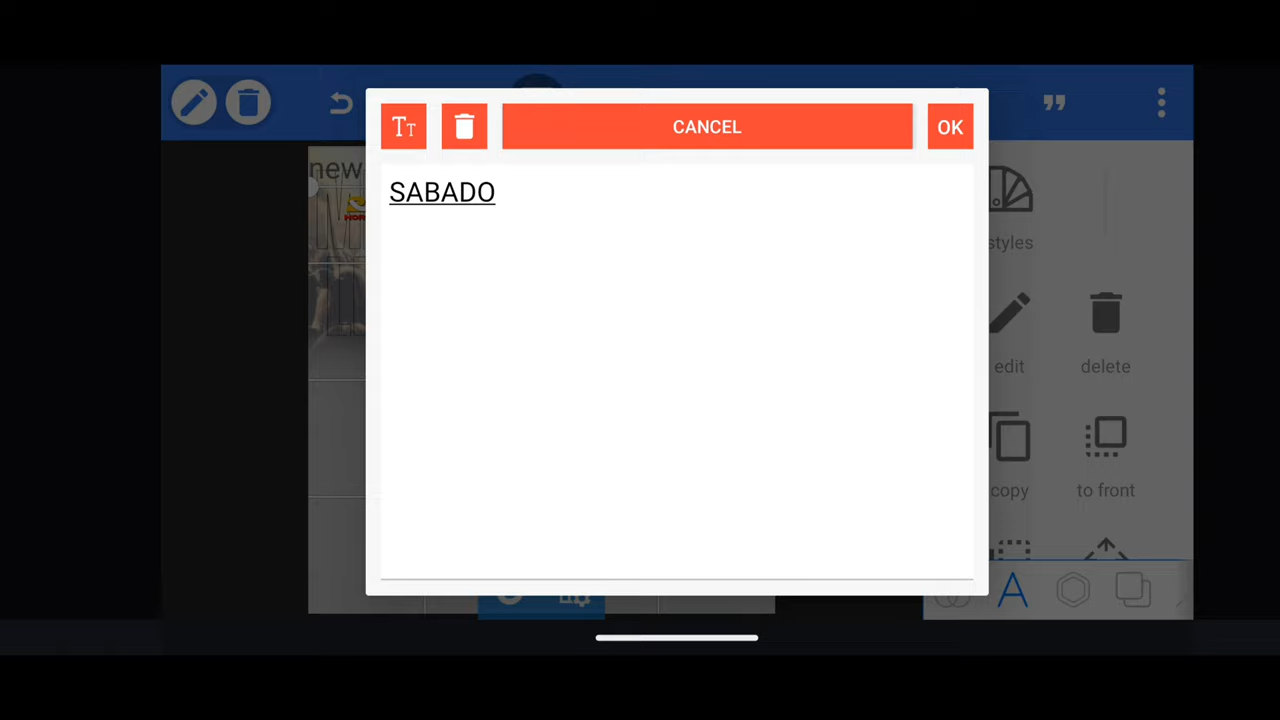 CANCEL
OK
SABADO
new
styles
edit
delete
copy
to front